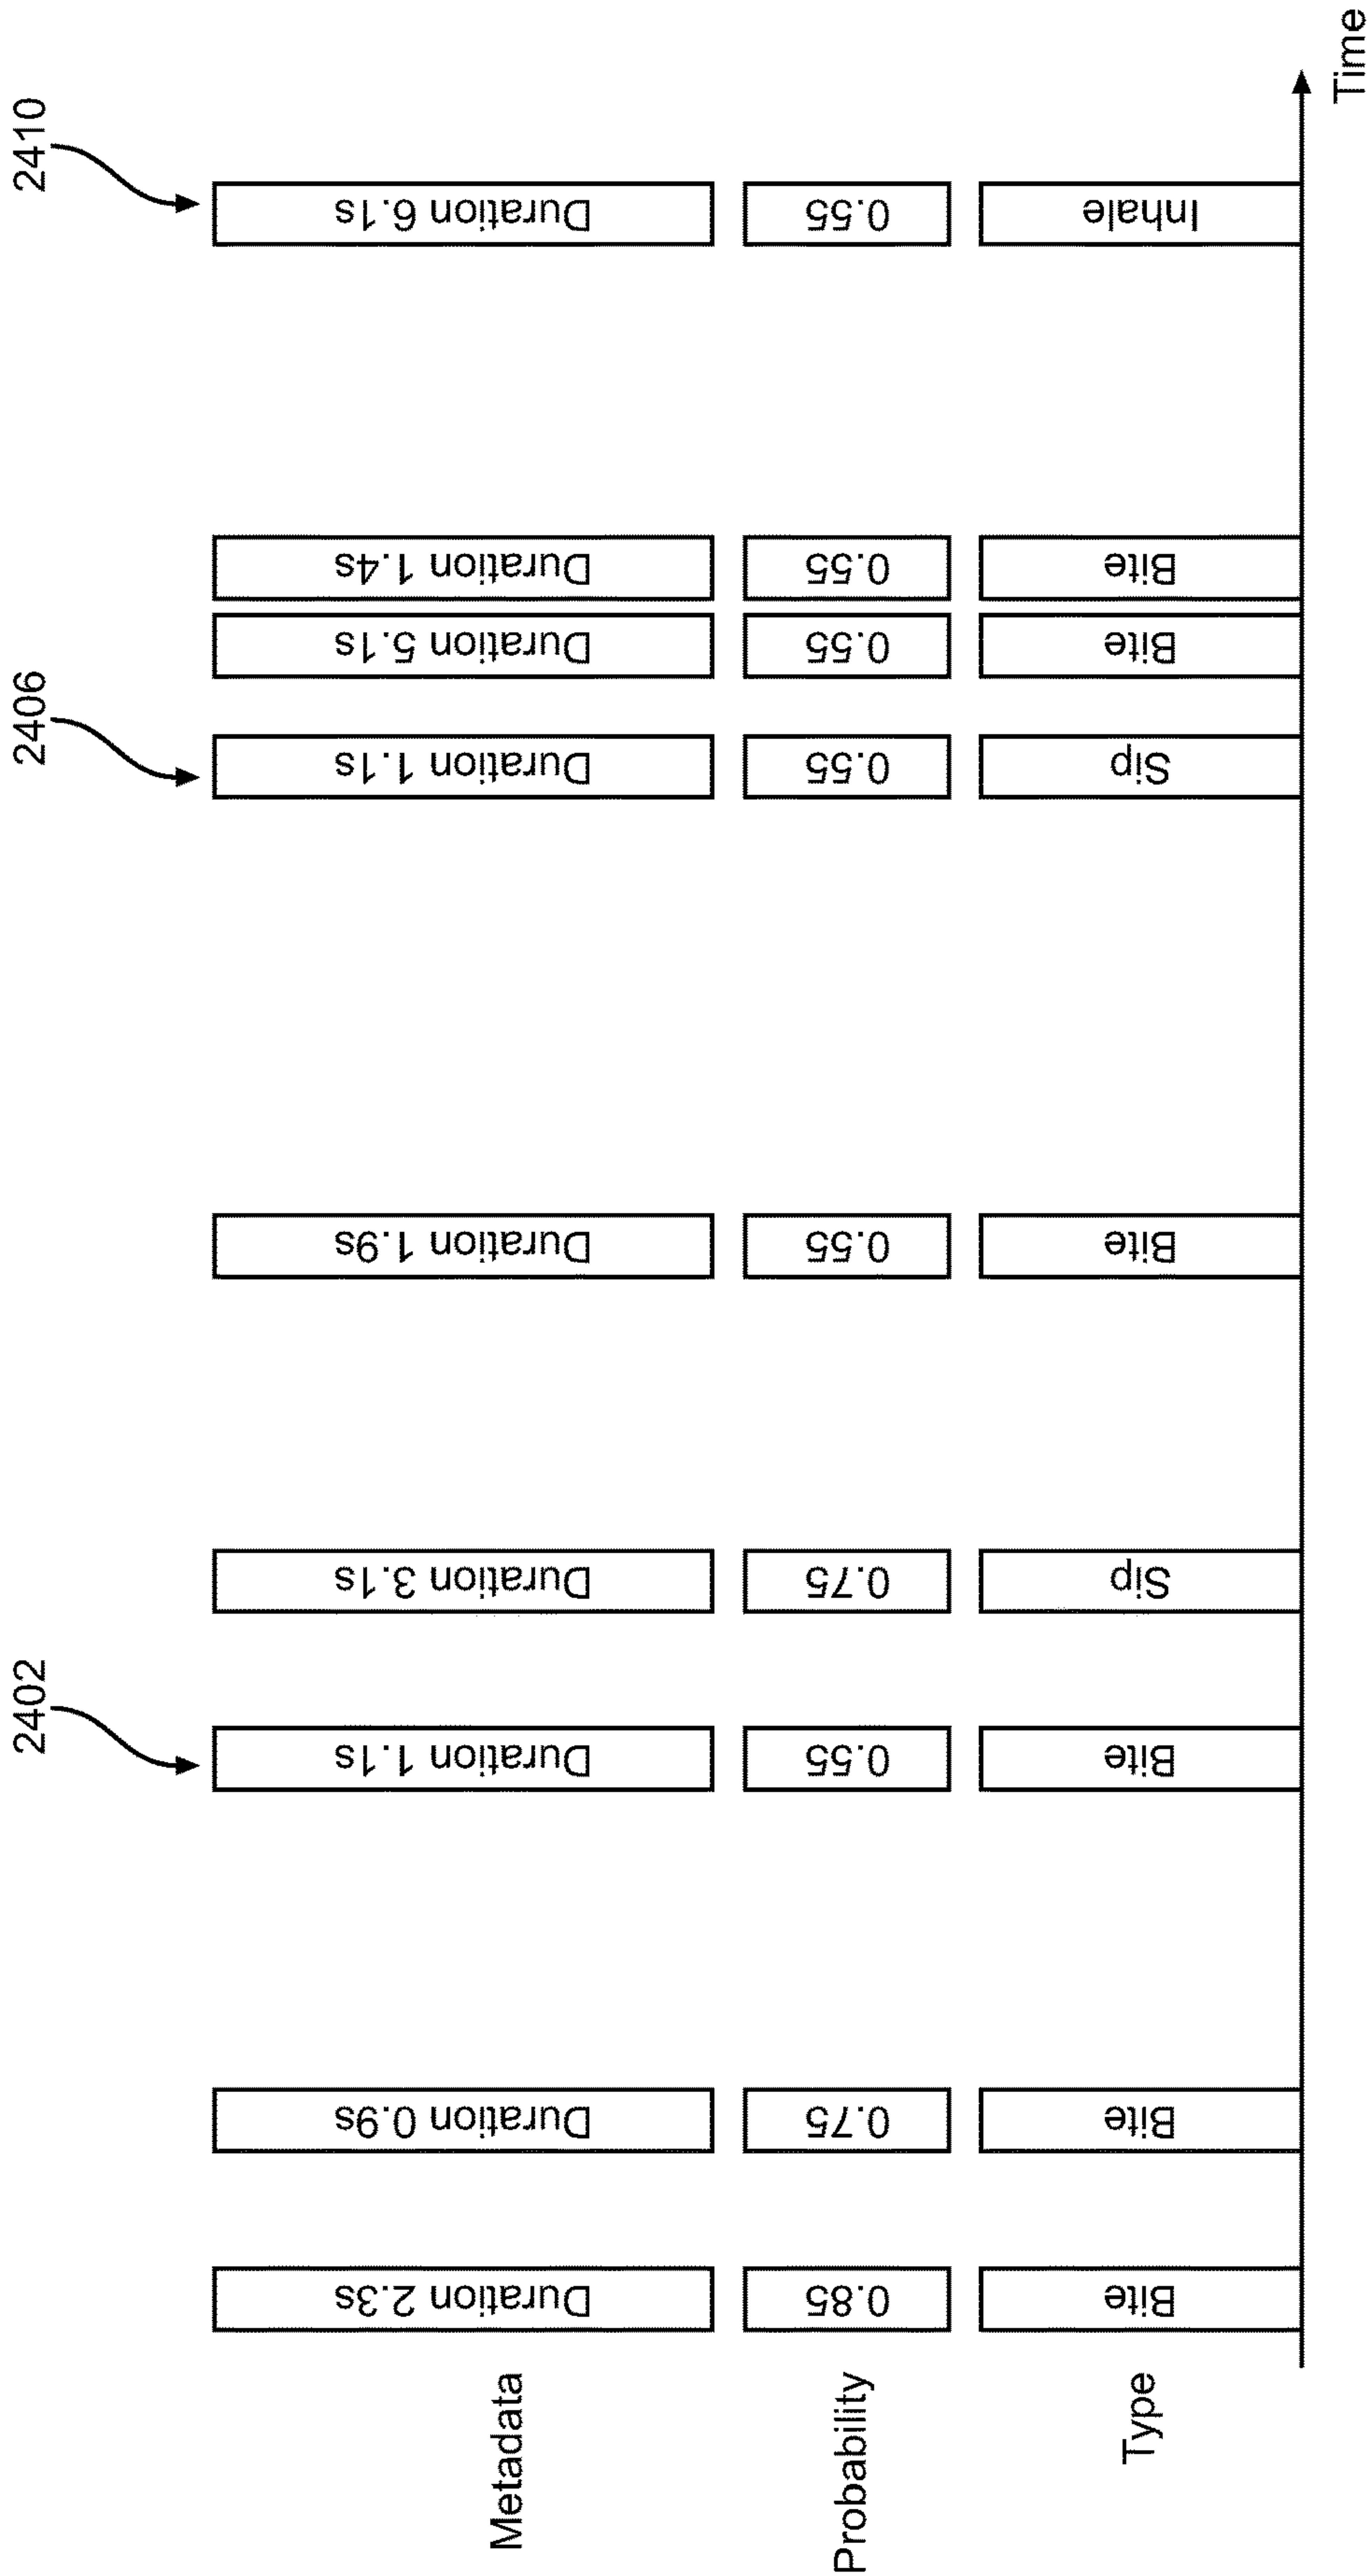 2402
2406
2410
Metadata
Duration 2.3s
Duration 0.9s
Duration 1.1s
Duration 3.1s
Duration 1.9s
Duration 1.1s
Duration 5.1s
Duration 1.4s
Duration 6.1s
Probability
0.85
0.75
0.55
0.75
0.55
0.55
0.55
0.55
0.55
Type
Bite
Bite
Bite
Sip
Bite
Sip
Bite
Bite
Inhale
Time